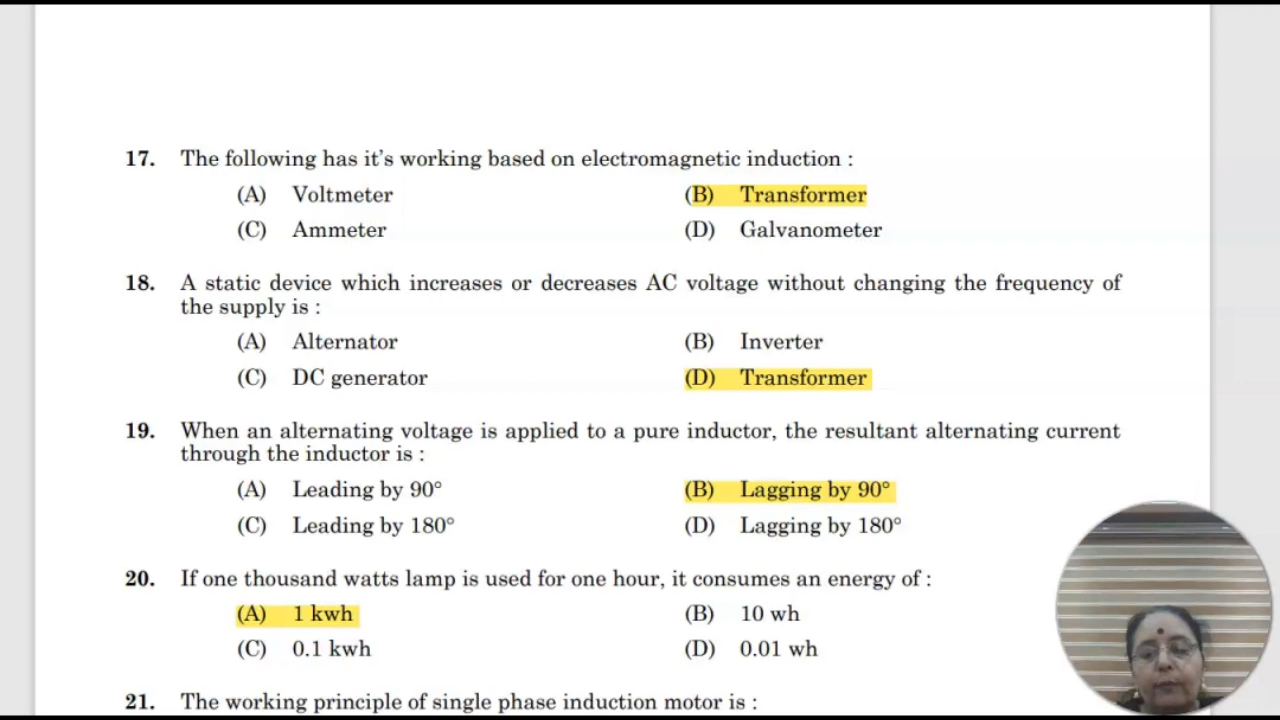 17. The following has it's working based on electromagnetic induction :
(A) Voltmeter (B) Transformer
(C) Ammeter (D) Galvanometer
18. A static device which increases or decreases AC voltage without changing the frequency of
the supply is :
(A) Alternator (B) Inverter
(C) DC generator (D) Transformer
19. When an alternating voltage is applied to a pure inductor, the resultant alternating current
through the inductor is :
(A) Leading by 90° (B) Lagging by 90°
(C) Leading by 180° (D) Lagging by 180°
20. If one thousand watts lamp is used for one hour, it consumes an energy of :
(A) 1 kwh (B) 10 wh
(C) 0.1 kwh (D) 0.01 wh
21. The working principle of single phase induction motor is :